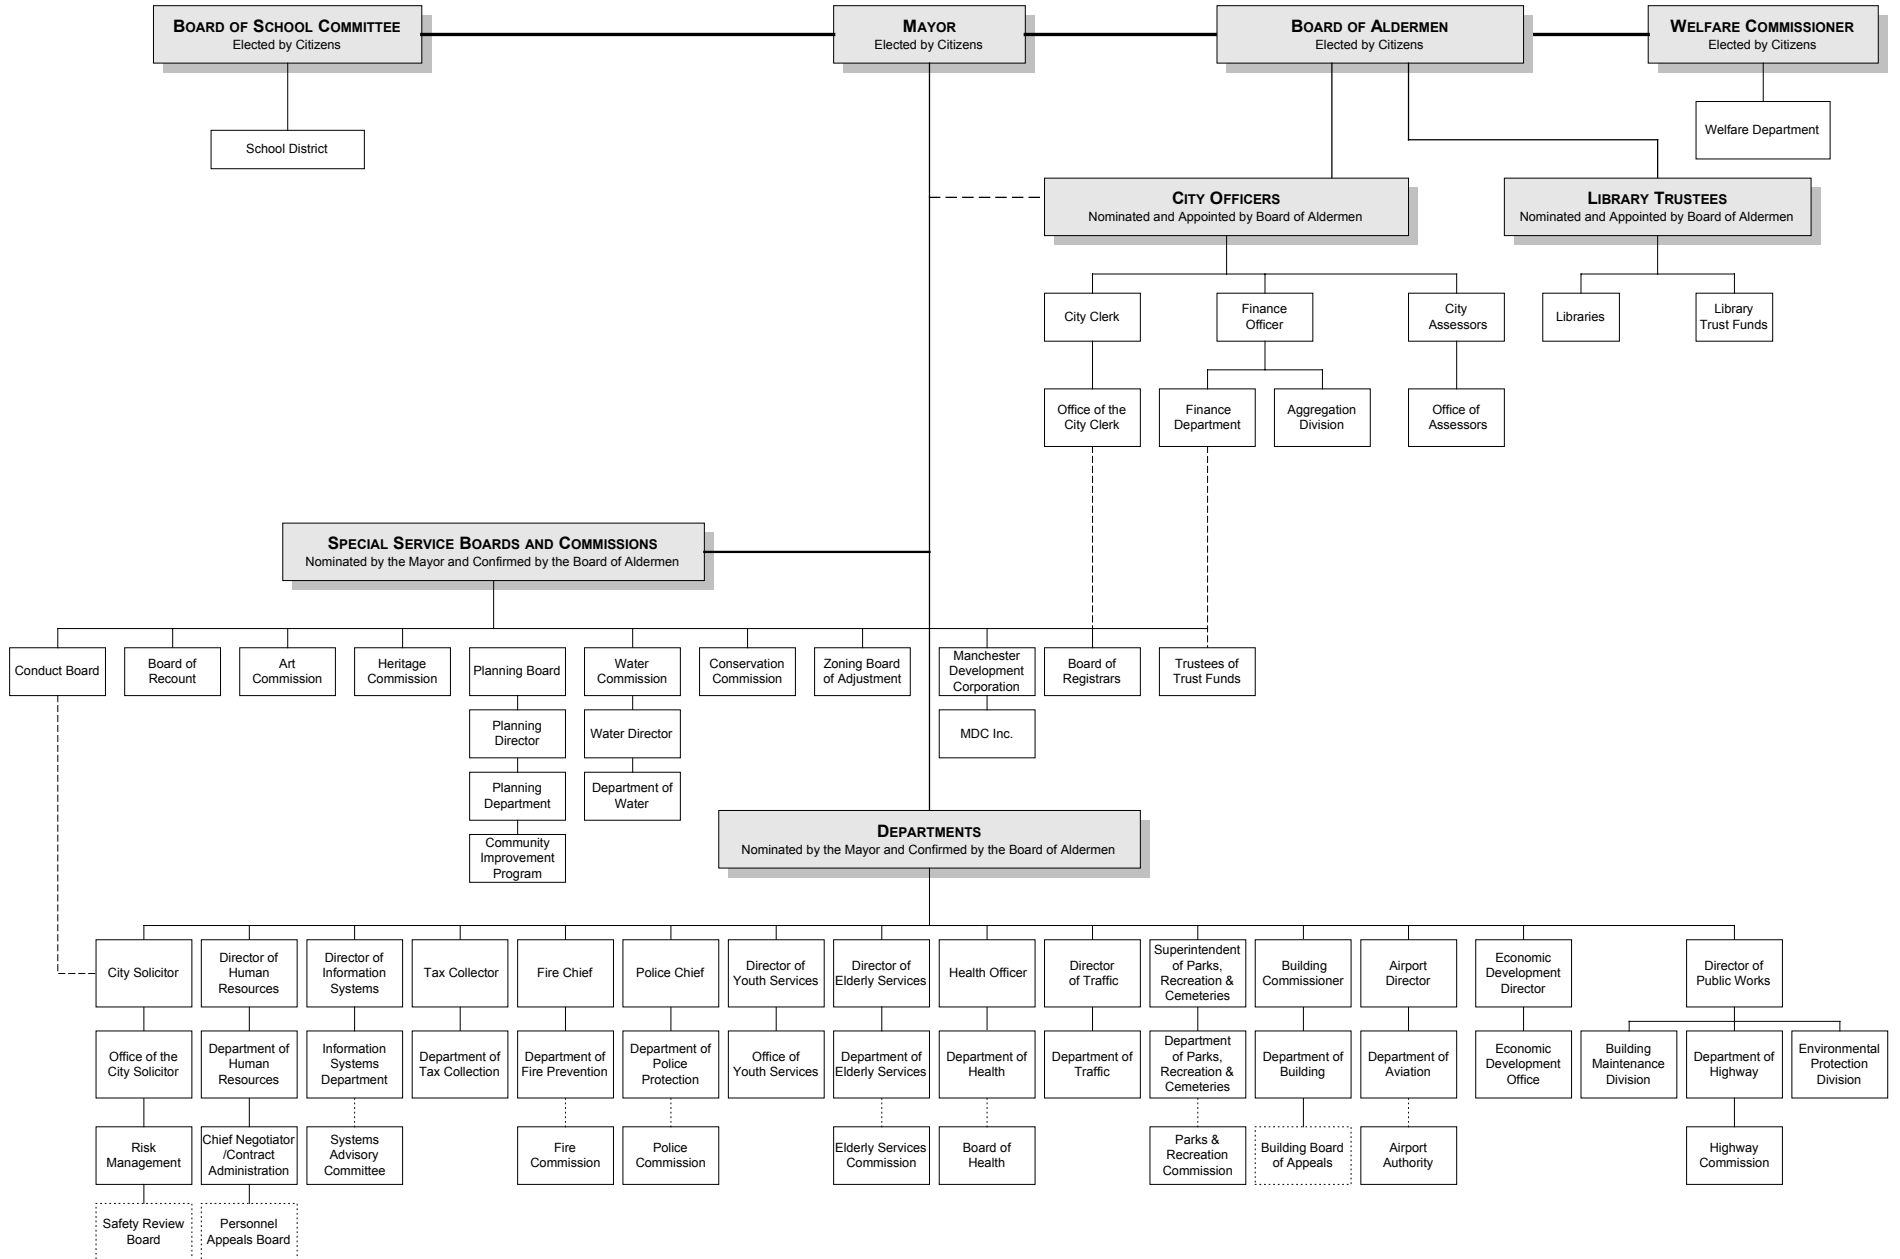 BOARD OF SCHOOL COMMITTEE
Elected by Citizens
MAYOR
Elected by Citizens
BOARD OF ALDERMEN
Elected by Citizens
WELFARE COMMISSIONER
Elected by Citizens
School District
Welfare Department
CITY OFFICERS
Nominated and Appointed by Board of Aldermen
LIBRARY TRUSTEES
Nominated and Appointed by Board of Aldermen
City Clerk
Finance
Officer
City
Assessors
Libraries
Library
Trust Funds
Office of the
City Clerk
Finance
Department
Aggregation
Division
Office of
Assessors
SPECIAL SERVICE BOARDS AND COMMISSIONS
Nominated by the Mayor and Confirmed by the Board of Aldermen
Conduct Board
Board of
Recount
Art
Commission
Heritage
Commission
Planning Board
Water
Commission
Conservation
Commission
Zoning Board
of Adjustment
Manchester
Development
Corporation
Board of
Registrars
Trustees of
Trust Funds
Planning
Director
Water Director
MDC Inc.
Planning
Department
Department of
Water
Community
Improvement
Program
DEPARTMENTS
Nominated by the Mayor and Confirmed by the Board of Aldermen
City Solicitor
Director of
Human
Resources
Director of
Information
Systems
Tax Collector
Fire Chief
Police Chief
Director of
Youth Services
Director of
Elderly Services
Health Officer
Director
of Traffic
Superintendent
of Parks,
Recreation &
Cemeteries
Building
Commissioner
Airport
Director
Economic
Development
Director
Director of
Public Works
Office of the
City Solicitor
Department of
Human
Resources
Information
Systems
Department
Department of
Tax Collection
Department of
Fire Prevention
Department of
Police
Protection
Office of
Youth Services
Department of
Elderly Services
Department of
Health
Department of
Traffic
Department
of Parks,
Recreation &
Cemeteries
Department of
Building
Department of
Aviation
Economic
Development
Office
Building
Maintenance
Division
Department of
Highway
Environmental
Protection
Division
Risk
Management
Chief Negotiator
/Contract
Administration
Systems
Advisory
Committee
Fire
Commission
Police
Commission
Elderly Services
Commission
Board of
Health
Parks &
Recreation
Commission
Building Board
of Appeals
Airport
Authority
Highway
Commission
Safety Review
Board
Personnel
Appeals Board